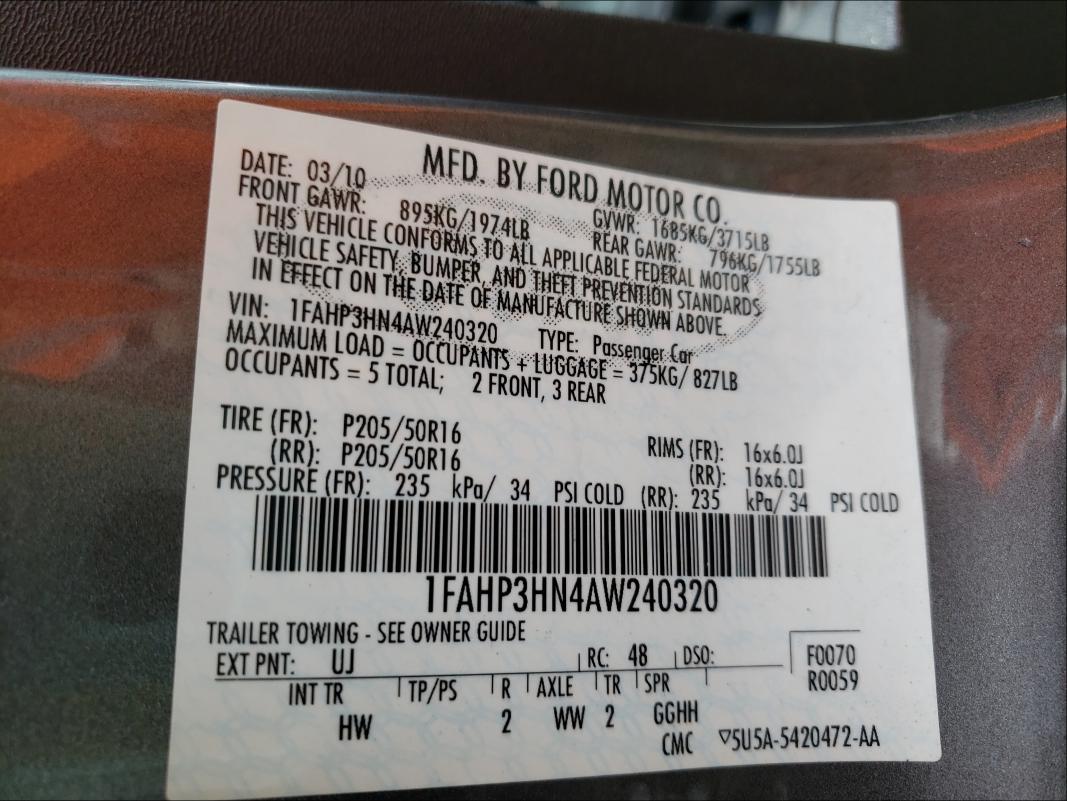 MFD. BY FORD MOTOR CO.
DATE: 03/10 GVWR: 1685KG/3715LB
FRONT GAWR: 895KG/1974LB REAR GAWR: 796KG/1755LB
THIS VEHICLE CONFORMS TO ALL APPLICABLE FEDERAL MOTOR
VEHICLE SAFETY, BUMPER, AND THEFT PREVENTION STANDARDS
IN EFFECT ON THE DATE OF MANUFACTURE SHOWN ABOVE.
VIN: 1FAHP3HN4AW240320 TYPE: Passenger Car
MAXIMUM LOAD = OCCUPANTS + LUGGAGE = 375KG/ 827LB
OCCUPANTS = 5 TOTAL; 2 FRONT, 3 REAR
TIRE (FR): P205/50R16 RIMS (FR): 16x6.0J
(RR): P205/50R16 (RR): 16x6.0J
PRESSURE (FR): 235 kPa/ 34 PSI COLD (RR): 235 kPa/ 34 PSI COLD
1FAHP3HN4AW240320
TRAILER TOWING - SEE OWNER GUIDE
EXT PNT: UJ RC: 48 DSO: F0070
R0059
INT TR TP/PS R AXLE TR SPR
HW 2 WW 2 GGHH
CMC ▽5U5A-5420472-AA